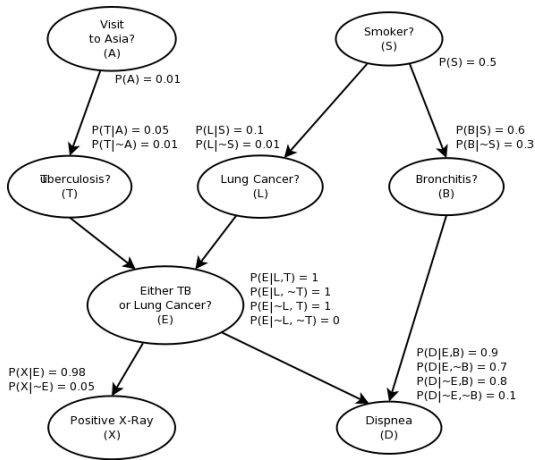 Visit
to Asia?
(A)
Smoker?
(S)
P(A) = 0.01
P(S) = 0.5
P(T|A) = 0.05
P(T|~A) = 0.01
P(L|S) = 0.1
P(L|~S) = 0.01
P(B|S) = 0.6
P(B|~S) = 0.3
Tuberculosis?
(T)
Lung Cancer?
(L)
Bronchitis?
(B)
Either TB
or Lung Cancer?
(E)
P(E|L,T) = 1
P(E|L, ~T) = 1
P(E|~L, T) = 1
P(E|~L, ~T) = 0
P(X|E) = 0.98
P(X|~E) = 0.05
P(D|E,B) = 0.9
P(D|E,~B) = 0.7
P(D|~E,B) = 0.8
P(D|~E,~B) = 0.1
Positive X-Ray
(X)
Dispnea
(D)